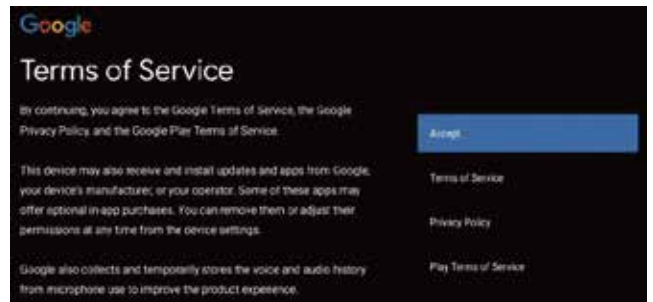 Google
Terms of Service
By continuing, you agree to the Google Terms of Service, the Google
Privacy Policy, and the Google Play Terms of Service.
This device may also receive and install updates and apps from Google,
your device's manufacturer, or your operator. Some of these apps may
offer optional in-app purchases. You can remove them or adjust their
permissions at any time from the device settings.
Google also collects and temporarily stores the voice and audio history
from microphone use to improve the product experience.
Accept
Terms of Service
Privacy Policy
Play Terms of Service